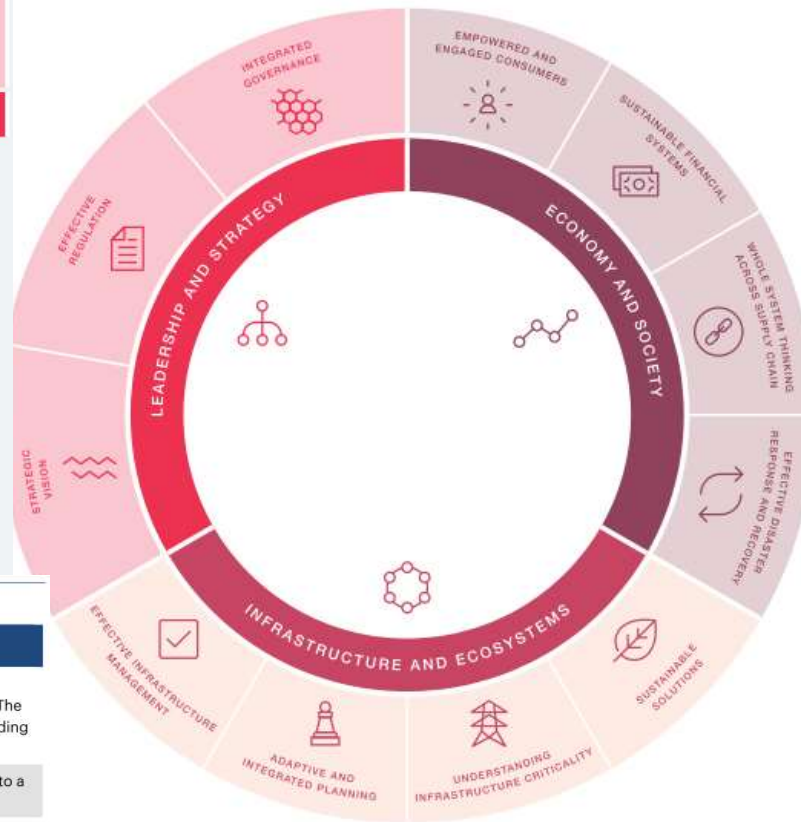 INTEGRATED
GOVERNANCE
EMPOWERED AND
ENGAGED CONSUMERS
SUSTAINABLE FINANCIAL
SYSTEMS
WHOLE SYSTEM THINKING
ACROSS SUPPLY CHAIN
EFFECTIVE DISASTER
RESPONSE AND RECOVERY
SUSTAINABLE
SOLUTIONS
UNDERSTANDING
INFRASTRUCTURE CRITICALITY
ADAPTIVE AND
INTEGRATED PLANNING
EFFECTIVE INFRASTRUCTURE
MANAGEMENT
STRATEGIC
VISION
EFFECTIVE
REGULATION
LEADERSHIP AND STRATEGY
ECONOMY AND SOCIETY
INFRASTRUCTURE AND ECOSYSTEMS
The
ding
to a